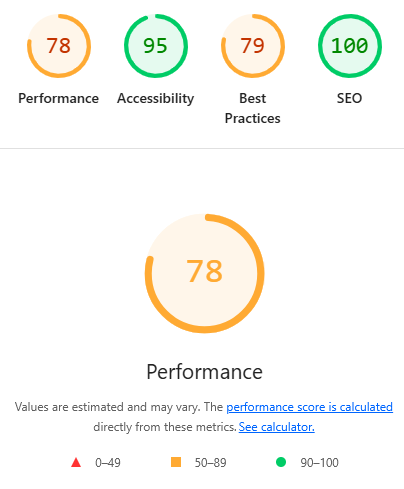 78 95 79 100
Performance Accessibility Best Practices SEO
78
Performance
Values are estimated and may vary. The performance score is calculated
directly from these metrics. See calculator.
0–49 50–89 90–100